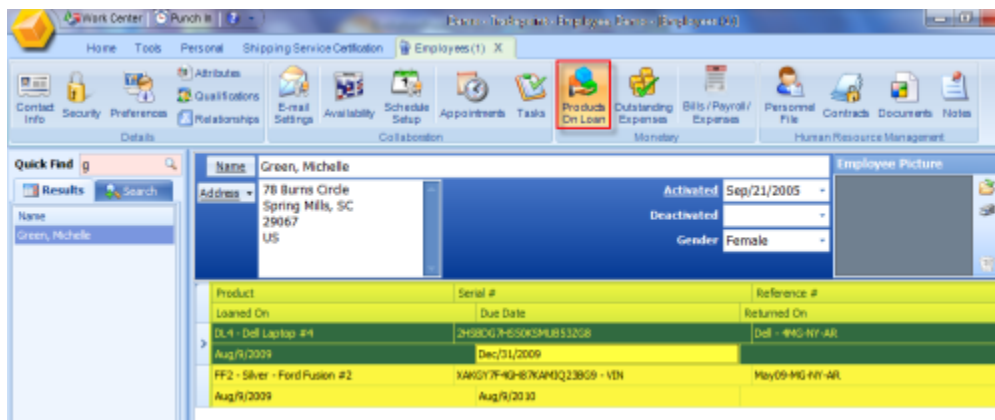 Work Center Punch In ?
Home Tools Personal Shipping Service Certification Employees(1) X
Contact Info Security Preferences Attributes Qualifications Relationships E-mail Settings Availability Schedule Setup Appointments Tasks Products On Loan Outstanding Expenses Bills / Payroll / Expenses Personnel File Contracts Documents Notes
Details Collaboration Monetary Human Resource Management
Quick Find g Name Green, Michelle Employee Picture
Results Search Address 78 Burns Circle Activated Sep/21/2005
Spring Mills, SC
Name 29067 Deactivated
Green, Michelle US Gender Female
Product Serial # Reference #
Loaned On Due Date Returned On
DL4 - Dell Laptop #4 Dell - 4MG-NY-AR
Aug/9/2009 Dec/31/2009
FF2 - Silver - Ford Fusion #2 - VIN May09-MG-NY-AR
Aug/9/2009 Aug/9/2010